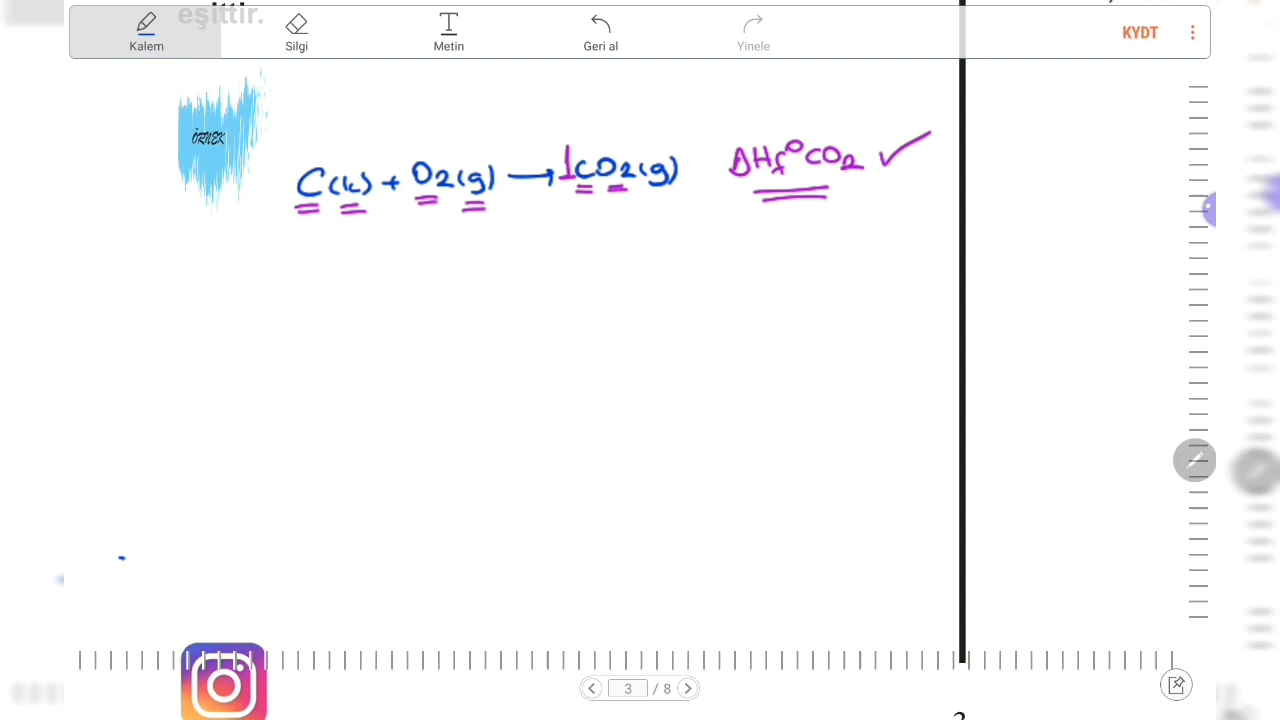 eşittir.
Kalem Silgi Metin Geri al Yinele KYDT
ÖRNEK
C(k) + O2(g) → 1CO2(g) ΔHf°CO2 ✓
3 / 8